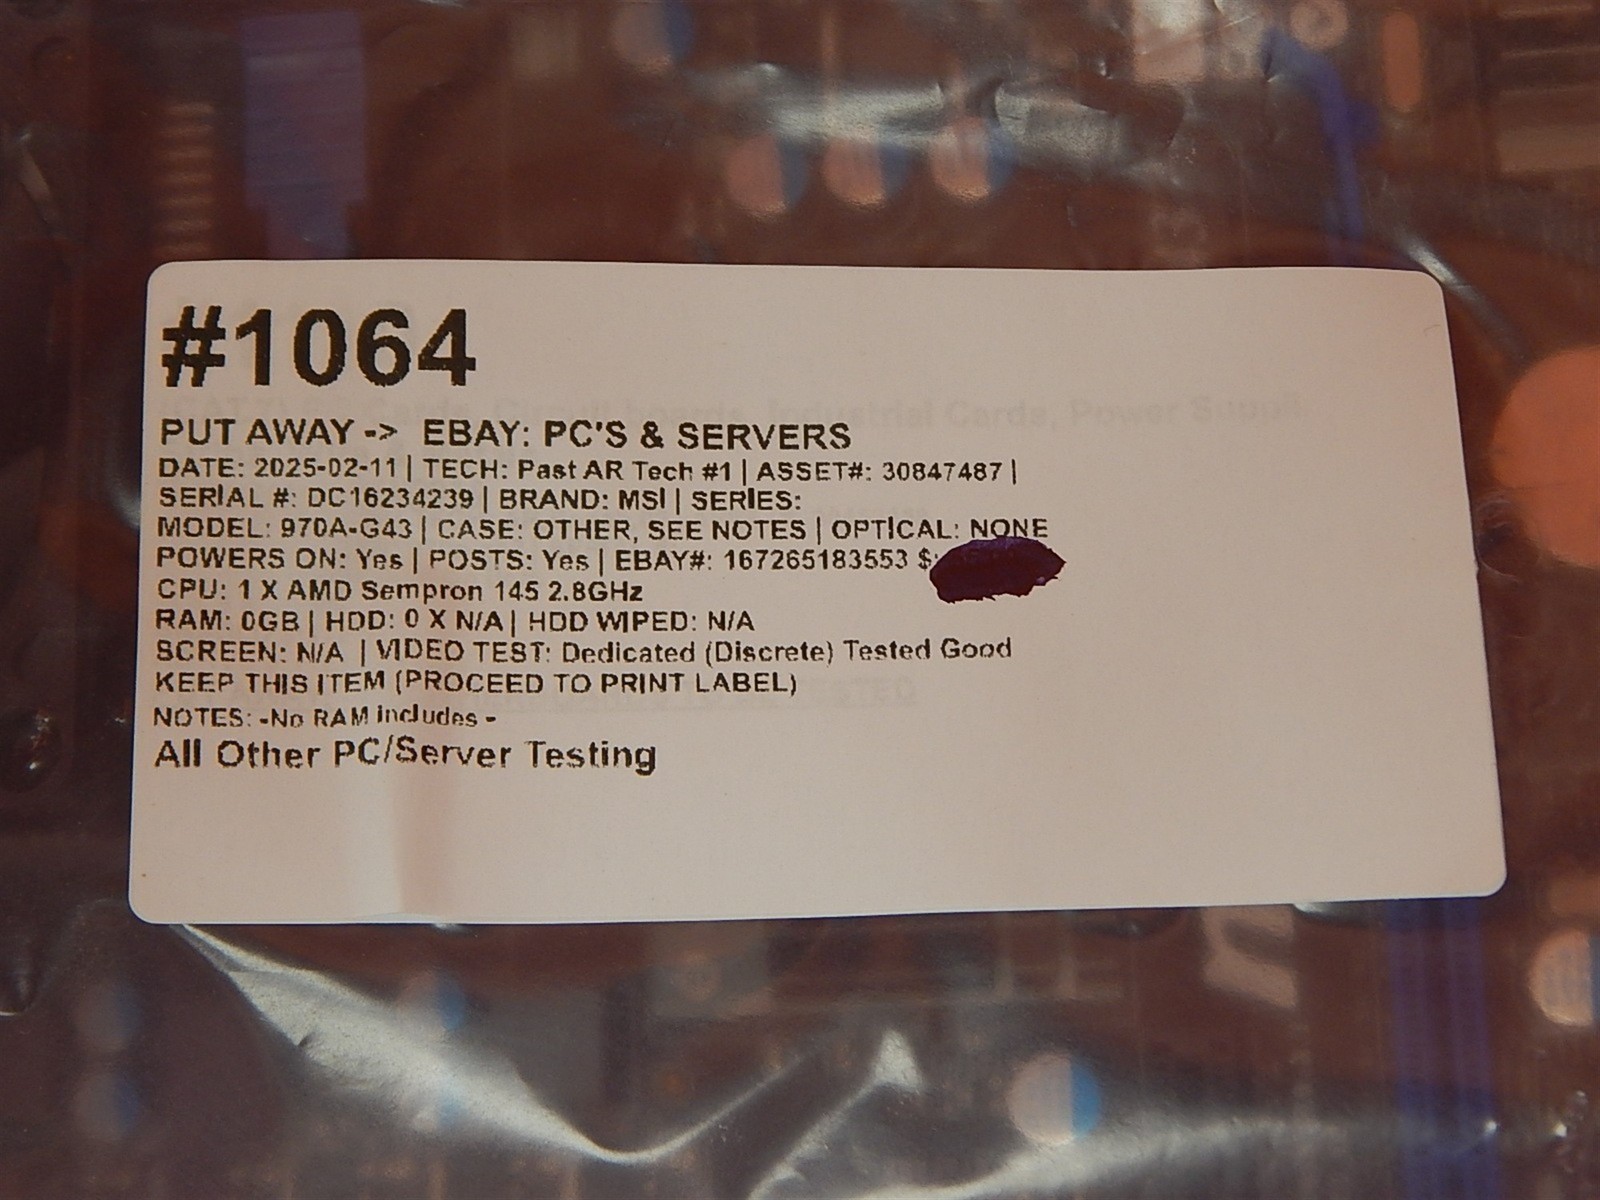 #1064
PUT AWAY -> EBAY: PC'S & SERVERS
DATE: 2025-02-11 | TECH: Past AR Tech #1 | ASSET#: 30847487 |
SERIAL #: DC16234239 | BRAND: MSI | SERIES:
MODEL: 970A-G43 | CASE: OTHER, SEE NOTES | OPTICAL: NONE
POWERS ON: Yes | POSTS: Yes | EBAY#: 167265183553 $:
CPU: 1 X AMD Sempron 145 2.8GHz
RAM: 0GB | HDD: 0 X N/A | HDD WIPED: N/A
SCREEN: N/A | VIDEO TEST: Dedicated (Discrete) Tested Good
KEEP THIS ITEM (PROCEED TO PRINT LABEL)
NOTES: -No RAM includes -
All Other PC/Server Testing